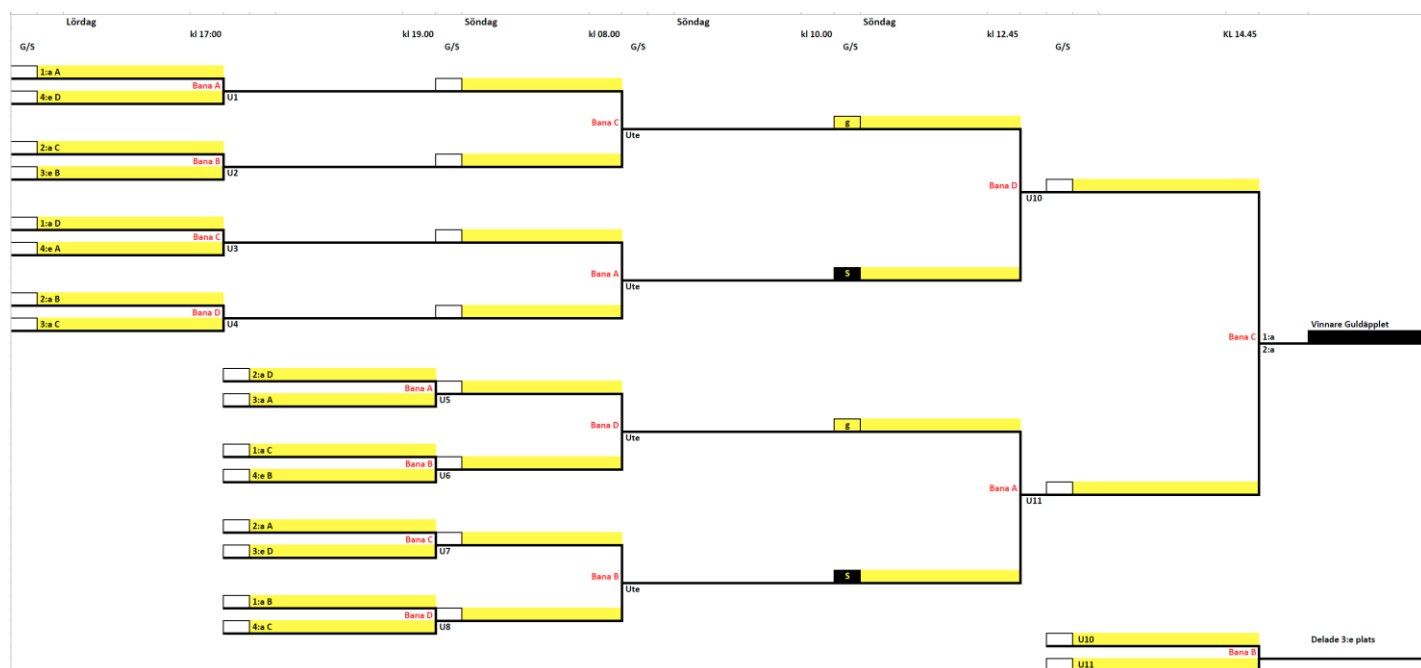 Lördag Söndag Söndag Söndag
kl 17:00 kl 19.00 kl 08.00 kl 10.00 kl 12.45 KL 14.45
G/S G/S G/S G/S G/S
1:a A
Bana A
4:e D U1
Bana C
Ute g
2:a C
Bana B
3:e B U2
Bana D
U10
1:a D
Bana C
4:e A U3
Bana A S
Ute
2:a B
Bana D
3:a C U4 Vinnare Guldäpplet
Bana C 1:a
2:a
2:a D
Bana A
3:a A U5
Bana D g
Ute
1:a C
Bana B
4:e B U6
Bana A
U11
2:a A
Bana C
3:e D U7
Bana B S
Ute
1:a B
Bana D
4:a C U8
U10 Delade 3:e plats
Bana B
U11